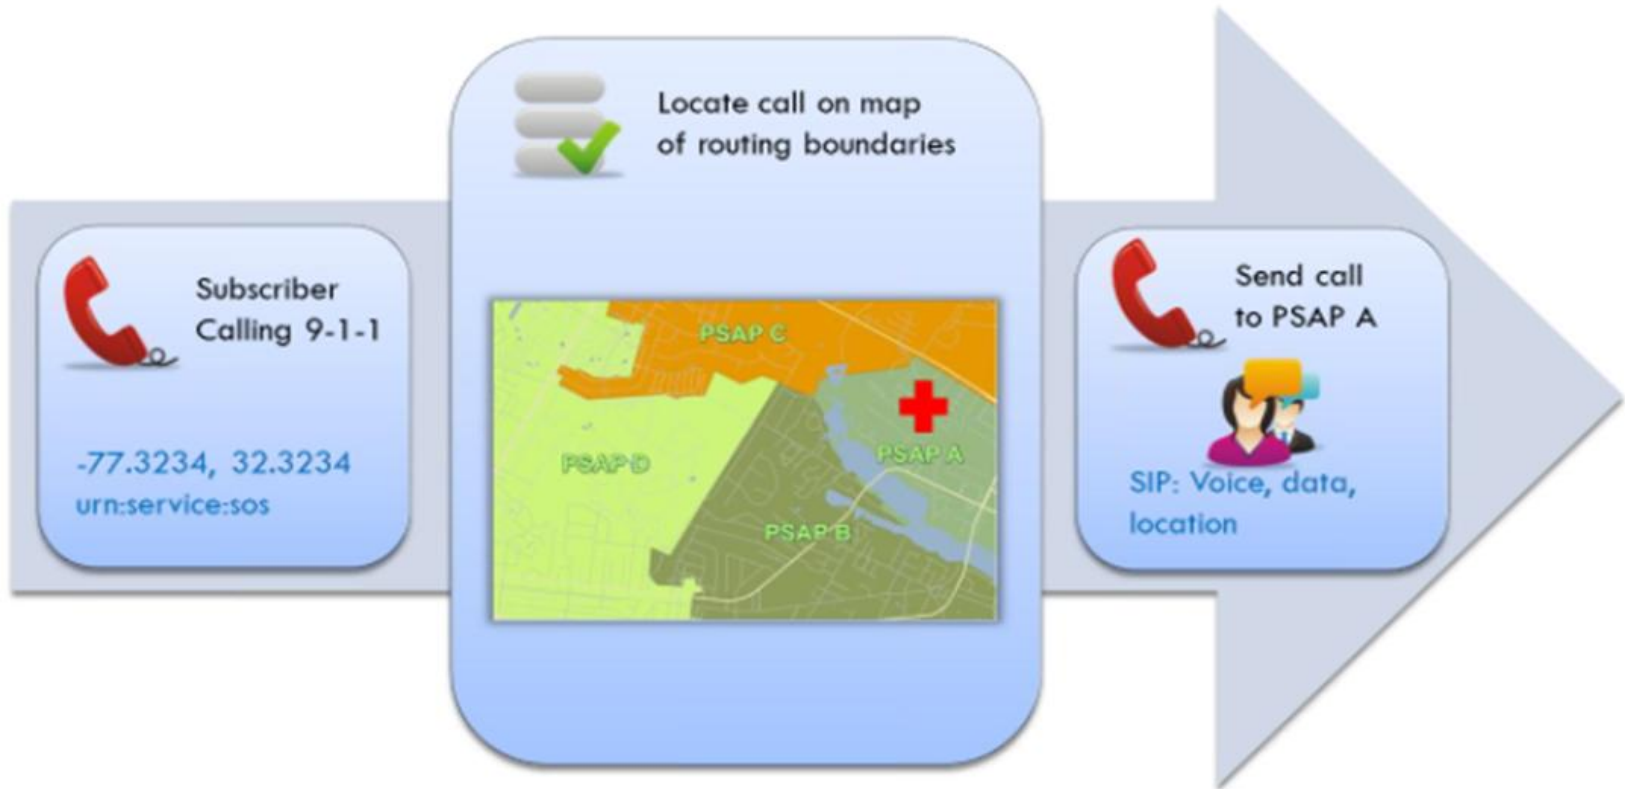 Subscriber
Calling 9-1-1
-77.3234, 32.3234
urn:service:sos
Locate call on map
of routing boundaries
PSAP C
PSAP A
PSAP D
PSAP B
Send call
to PSAP A
SIP: Voice, data,
location